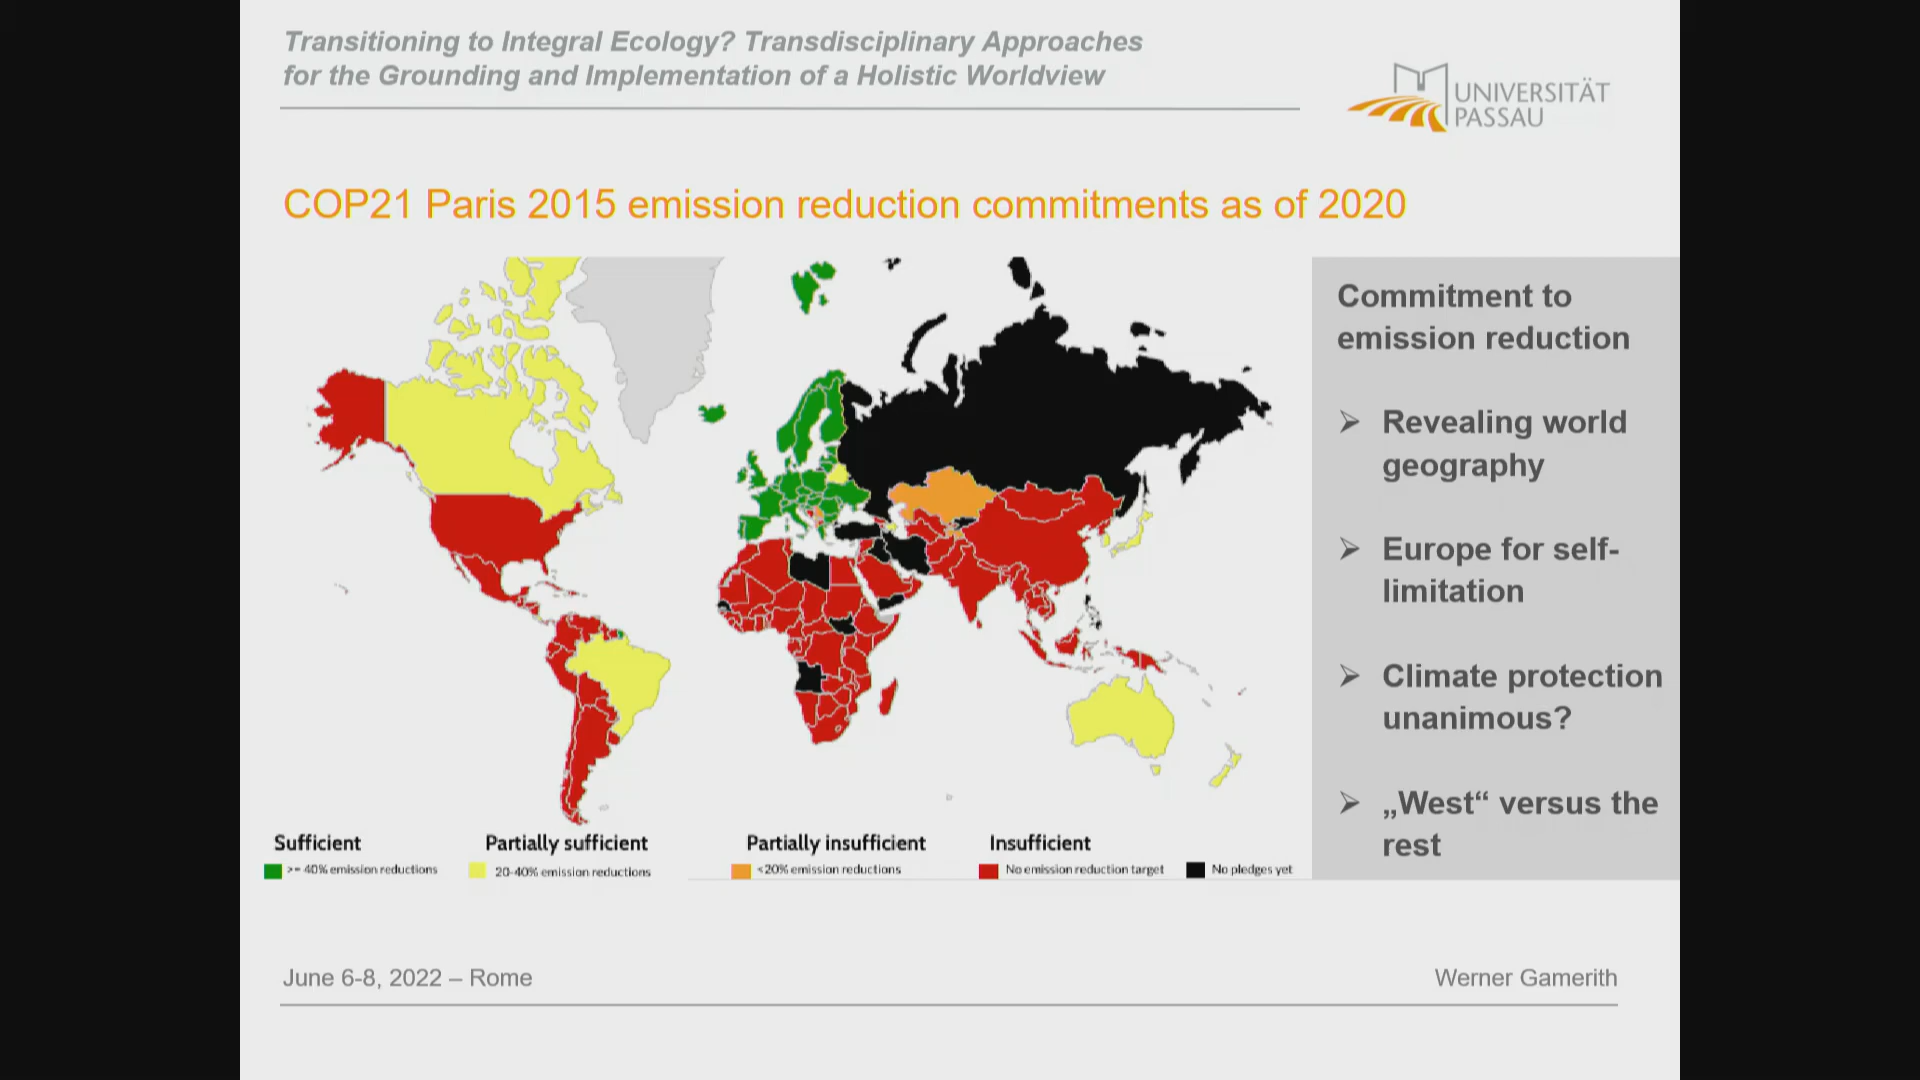 Transitioning to Integral Ecology? Transdisciplinary Approaches
for the Grounding and Implementation of a Holistic Worldview
UNIVERSITÄT
PASSAU
COP21 Paris 2015 emission reduction commitments as of 2020
Commitment to
emission reduction
Revealing world
geography
Europe for self-
limitation
Climate protection
unanimous?
„West“ versus the
rest
Sufficient
>= 40% emission reductions
Partially sufficient
20-40% emission reductions
Partially insufficient
<20% emission reductions
Insufficient
No emission reduction target
No pledges yet
June 6-8, 2022 – Rome
Werner Gamerith